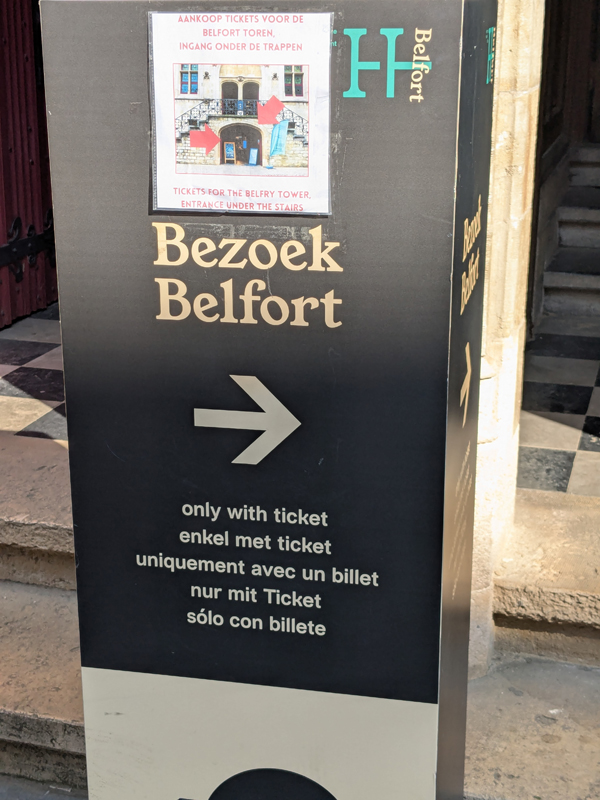 AANKOOP TICKETS VOOR DE
BELFORT TOREN,
INGANG ONDER DE TRAPPEN
TICKETS FOR THE BELFRY TOWER,
ENTRANCE UNDER THE STAIRS
Belfort
Bezoek
Belfort
only with ticket
enkel met ticket
uniquement avec un billet
nur mit Ticket
sólo con billete
Bezoek
Belfort